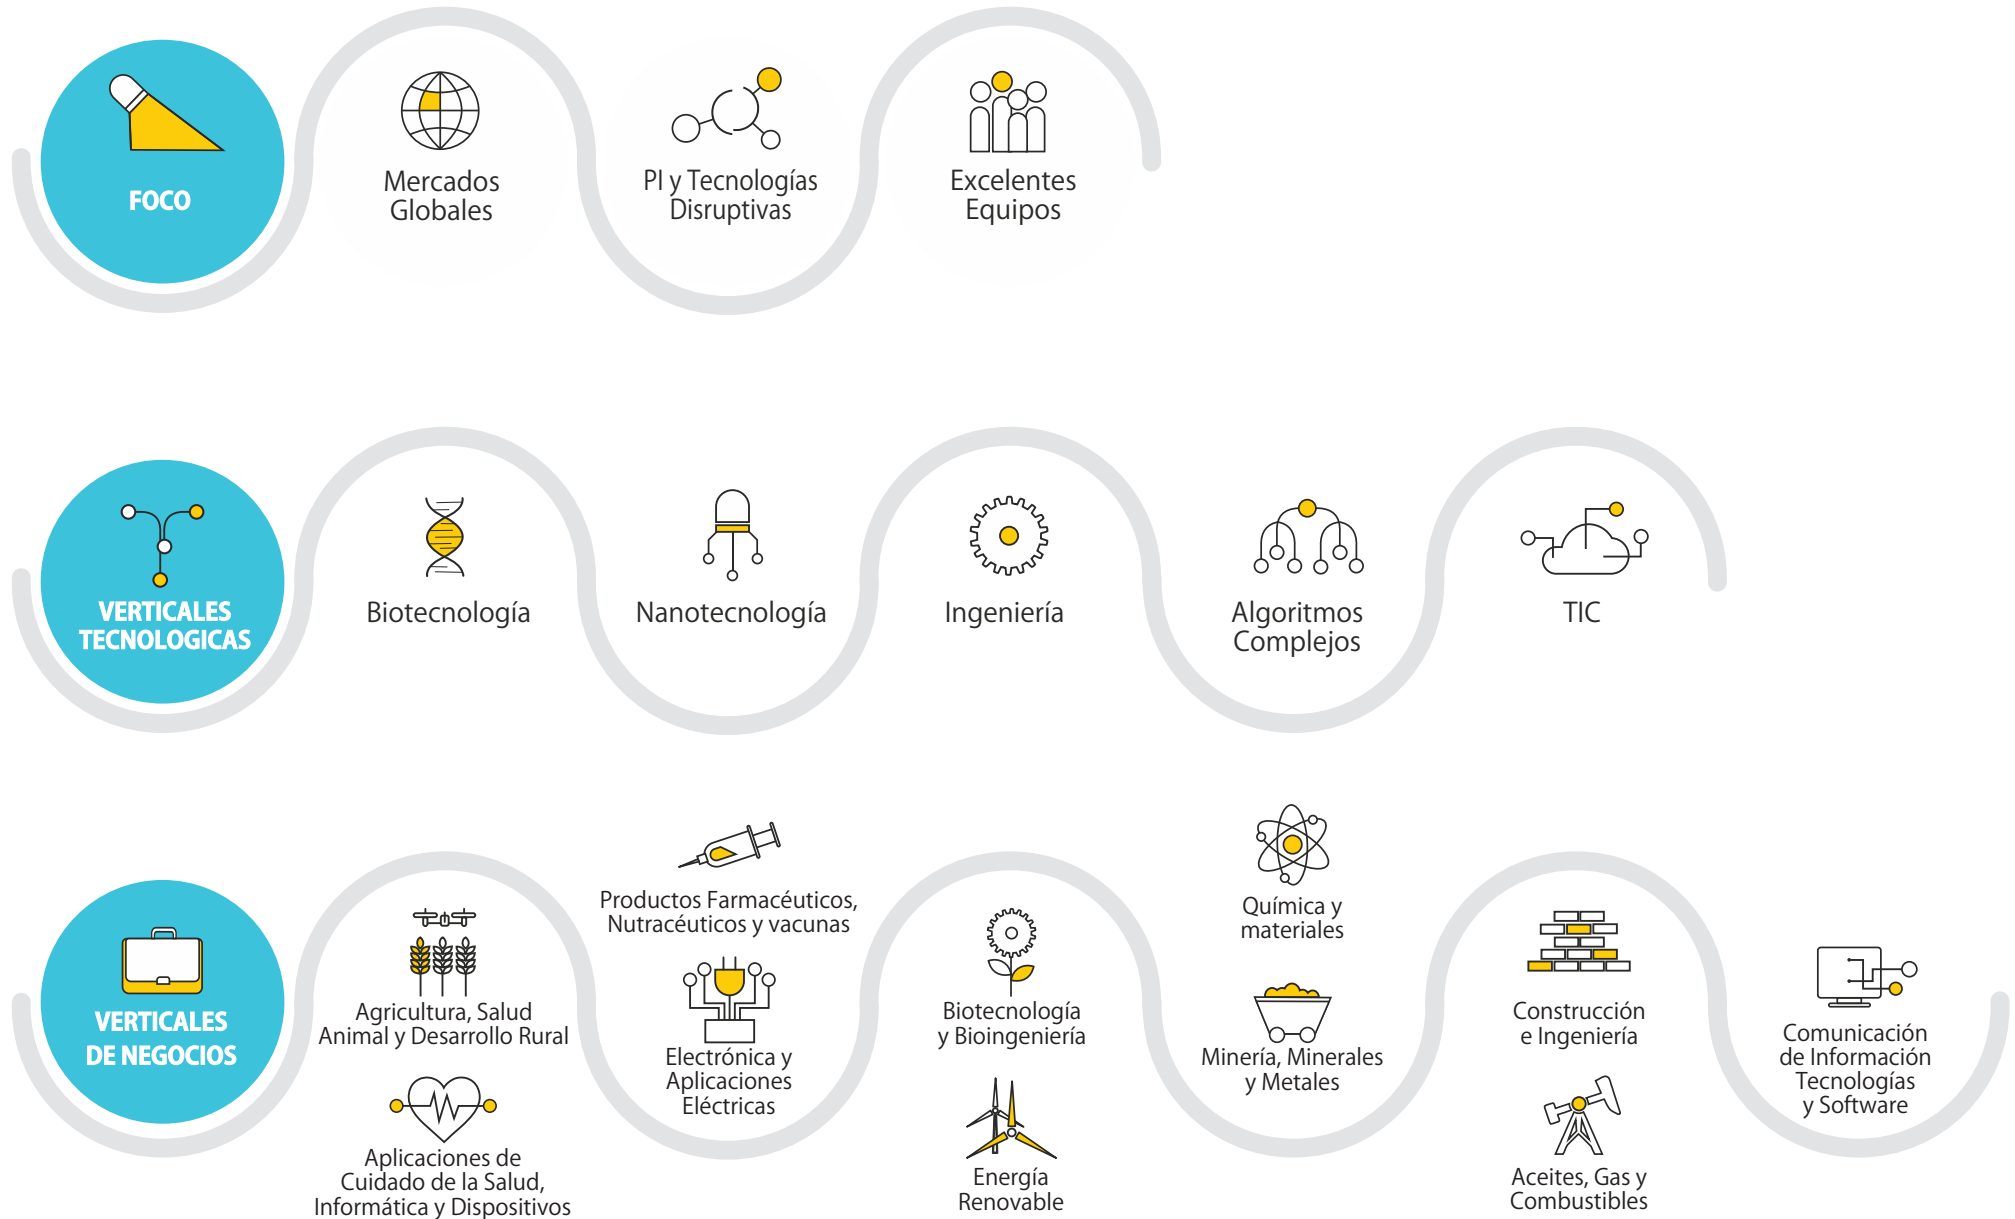 FOCO
Mercados
Globales
PI y Tecnologías
Disruptivas
Excelentes
Equipos
VERTICALES
TECNOLOGICAS
Biotecnología
Nanotecnología
Ingeniería
Algoritmos
Complejos
TIC
VERTICALES
DE NEGOCIOS
Agricultura, Salud
Animal y Desarrollo Rural
Aplicaciones de
Cuidado de la Salud,
Informática y Dispositivos
Productos Farmacéuticos,
Nutracéuticos y vacunas
Electrónica y
Aplicaciones
Eléctricas
Biotecnología
y Bioingeniería
Energía
Renovable
Química y
materiales
Minería, Minerales
y Metales
Construcción
e Ingeniería
Aceites, Gas y
Combustibles
Comunicación
de Información
Tecnologías
y Software